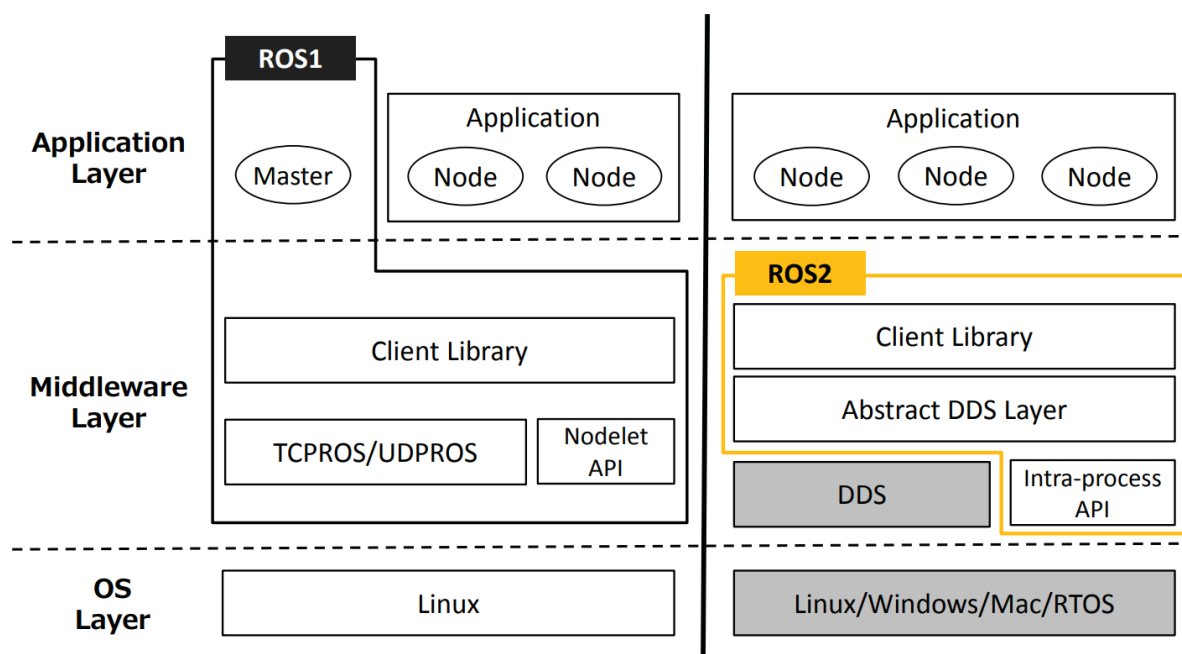 ROS1
Application
Layer
Master
Application
Node
Node
Application
Node
Node
Node
Middleware
Layer
Client Library
TCPROS/UDPROS
Nodelet
API
ROS2
Client Library
Abstract DDS Layer
DDS
Intra-process
API
OS
Layer
Linux
Linux/Windows/Mac/RTOS